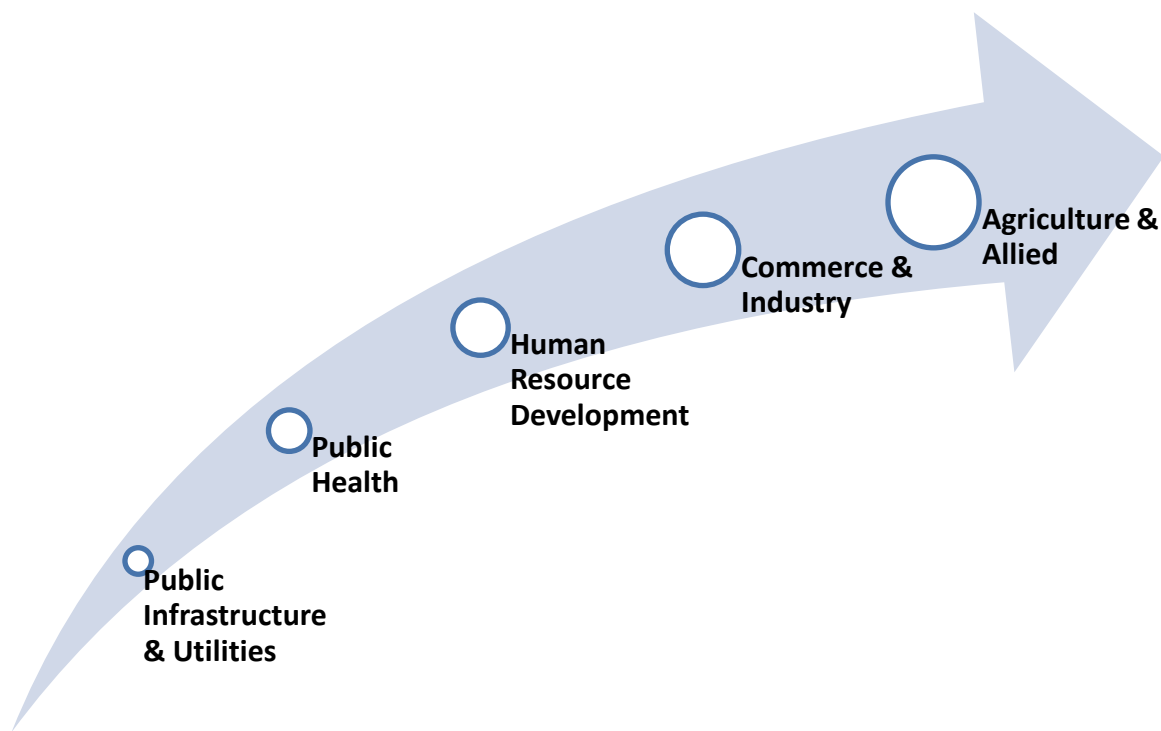 Agriculture &
Allied
Commerce &
Industry
Human
Resource
Development
Public
Health
Public
Infrastructure
& Utilities